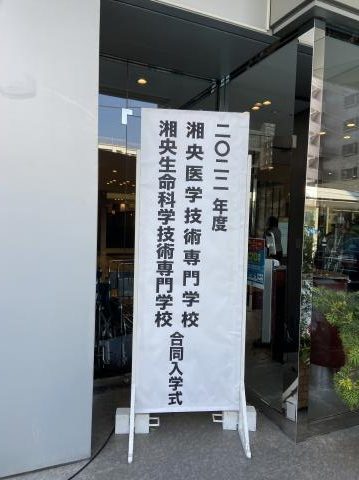 二〇二二年度
湘央医学技術専門学校
湘央生命科学技術専門学校
合同入学式